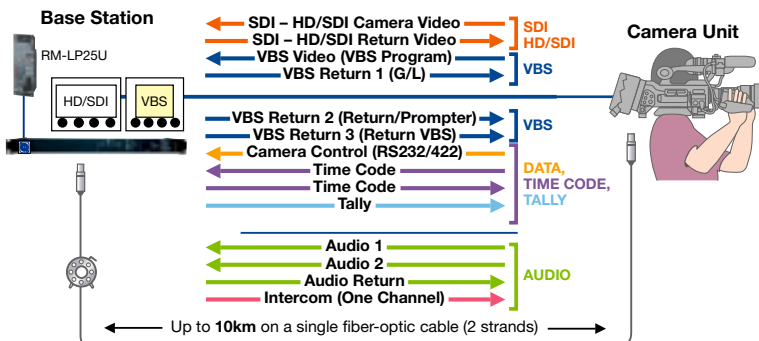 Base Station
Camera Unit
RM-LP25U
HD/SDI
VBS
SDI – HD/SDI Camera Video
SDI – HD/SDI Return Video
SDI
HD/SDI
VBS Video (VBS Program)
VBS Return 1 (G/L)
VBS
VBS Return 2 (Return/Prompter)
VBS Return 3 (Return VBS)
VBS
Camera Control (RS232/422)
Time Code
Time Code
Tally
DATA,
TIME CODE,
TALLY
Audio 1
Audio 2
Audio Return
Intercom (One Channel)
AUDIO
Up to 10km on a single fiber-optic cable (2 strands)